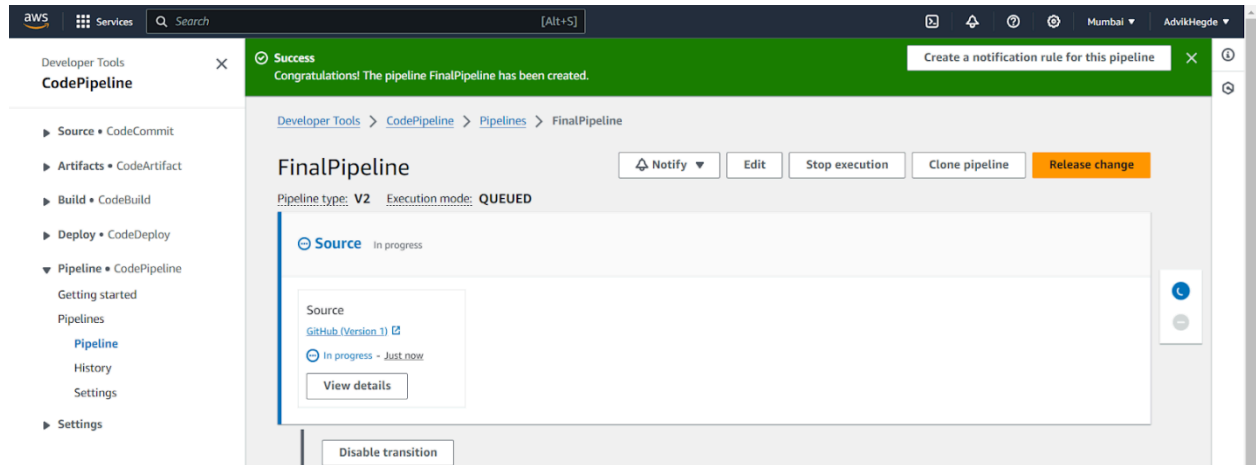 aws Services Search [Alt+S] Mumbai ▼ AdvikHegde ▼
Developer Tools
CodePipeline
Source • CodeCommit
Artifacts • CodeArtifact
Build • CodeBuild
Deploy • CodeDeploy
Pipeline • CodePipeline
Getting started
Pipelines
Pipeline
History
Settings
Settings
Success
Congratulations! The pipeline FinalPipeline has been created.
Create a notification rule for this pipeline
Developer Tools > CodePipeline > Pipelines > FinalPipeline
FinalPipeline
Notify ▼ Edit Stop execution Clone pipeline Release change
Pipeline type: V2 Execution mode: QUEUED
Source In progress
Source
GitHub (Version 1)
In progress - Just now
View details
Disable transition